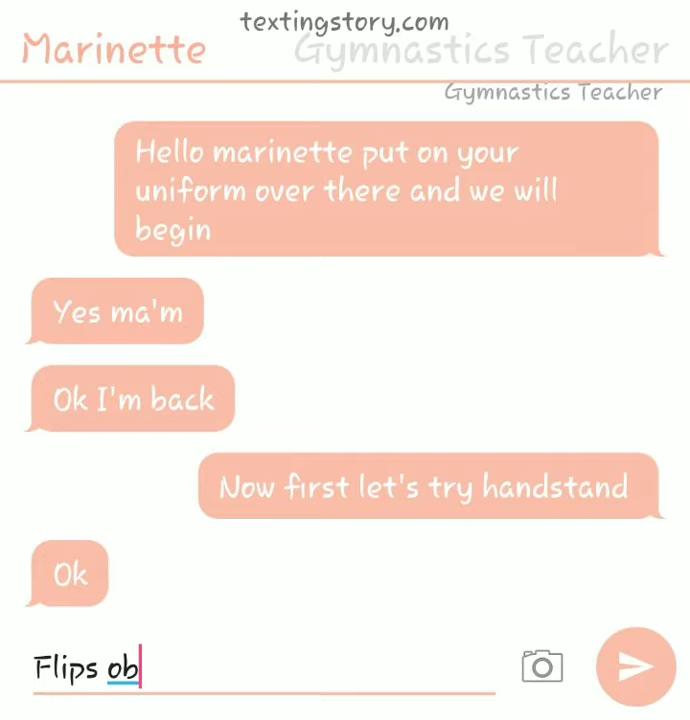 textingstory.com
Marinette
Gymnastics Teacher
Gymnastics Teacher
Hello marinette put on your
uniform over there and we will
begin
Yes ma'm
Ok I'm back
Now first let's try handstand
Ok
Flips ob